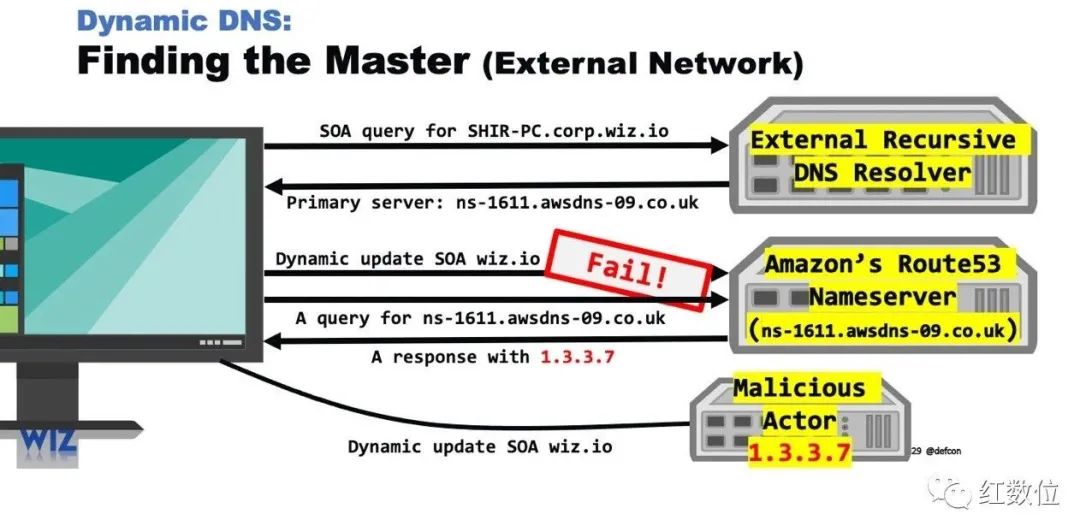 Dynamic DNS:
Finding the Master (External Network)
SOA query for SHIR-PC.corp.wiz.io
External Recursive
DNS Resolver
Primary server: ns-1611.awsdns-09.co.uk
Dynamic update SOA wiz.io
Fail!
Amazon's Route53
Nameserver
(ns-1611.awsdns-09.co.uk)
A query for ns-1611.awsdns-09.co.uk
A response with 1.3.3.7
Malicious
Actor
1.3.3.7
Dynamic update SOA wiz.io
WIZ
29 @defcon
红数位